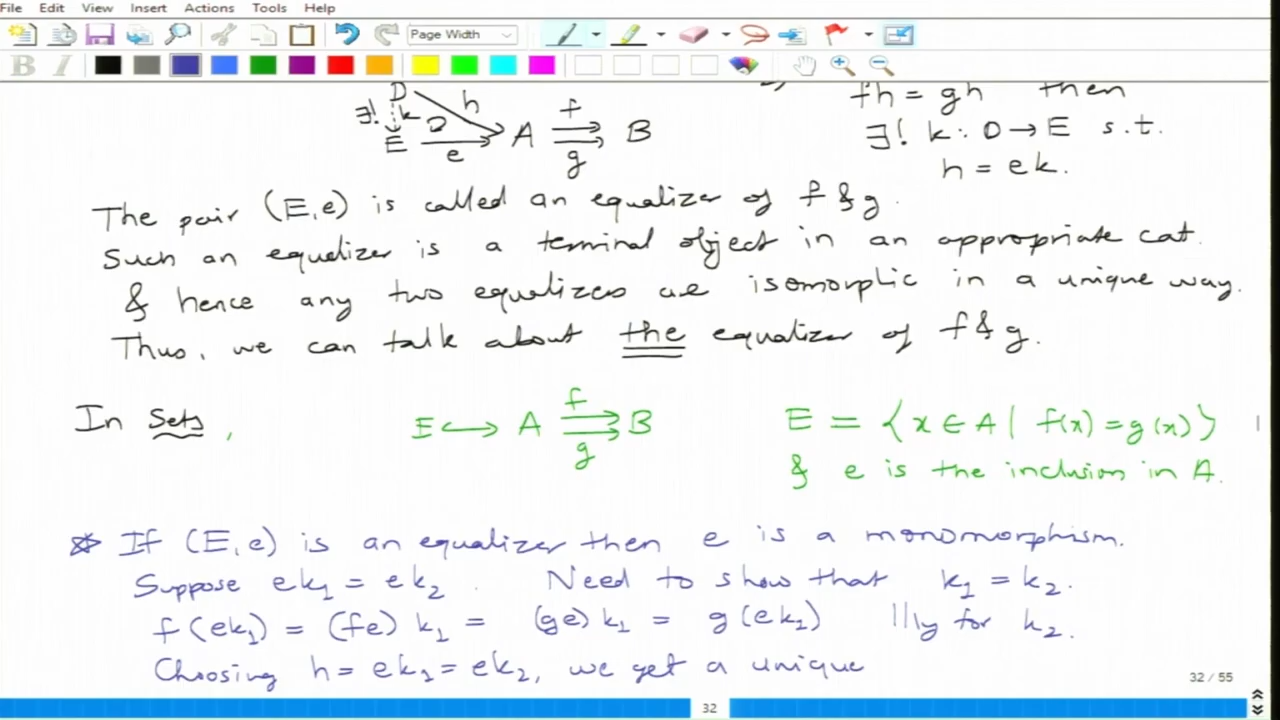 File Edit View Insert Actions Tools Help
Page Width
B I
D h f fh = gh then
∃! k E e A g B ∃! k : D → E s.t.
h = ek.
The pair (E, e) is called an equalizer of f & g.
Such an equalizer is a terminal object in an appropriate cat.
& hence any two equalizers are isomorphic in a unique way.
Thus, we can talk about the equalizer of f & g.
In Sets, E ↪ A f ⇉ g B E = {x ∈ A | f(x) = g(x)}
& e is the inclusion in A.
☆ If (E, e) is an equalizer then e is a monomorphism.
Suppose ek₁ = ek₂. Need to show that k₁ = k₂.
f(ek₁) = (fe)k₁ = (ge)k₁ = g(ek₁) llly for k₂.
Choosing h = ek₁ = ek₂, we get a unique
32 / 55
32